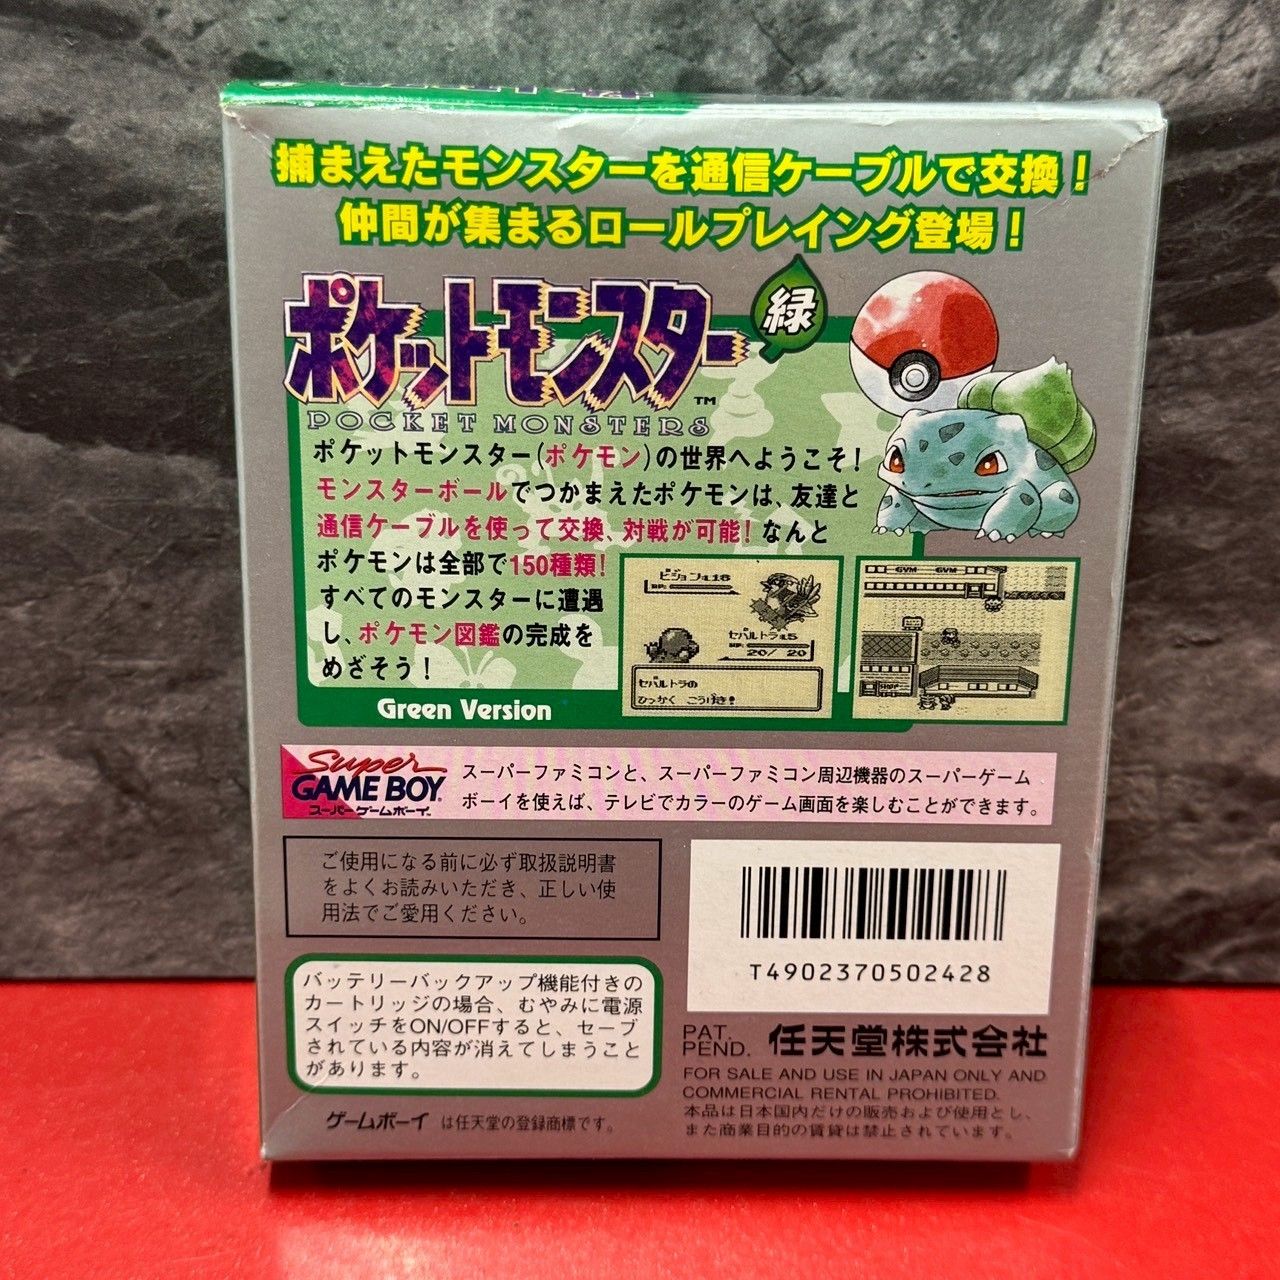 捕まえたモンスターを通信ケーブルで交換！
仲間が集まるロールプレイング登場！
ポケットモンスター
緑
TM
POCKET MONSTERS
ポケットモンスター(ポケモン)の世界へようこそ！
モンスターボールでつかまえたポケモンは、友達と
通信ケーブルを使って交換、対戦が可能！なんと
ポケモンは全部で150種類！
すべてのモンスターに遭遇
し、ポケモン図鑑の完成を
めざそう！
Green Version
HP:
HP:
20/ 20
ひっかく こうげき！
GYM GYM
Super
GAME BOY
スーパーゲームボーイ
TM
スーパーファミコンと、スーパーファミコン周辺機器のスーパーゲーム
ボーイを使えば、テレビでカラーのゲーム画面を楽しむことができます。
ご使用になる前に必ず取扱説明書
をよくお読みいただき、正しい使
用法でご愛用ください。
バッテリーバックアップ機能付きの
カートリッジの場合、むやみに電源
スイッチをON/OFFすると、セーブ
されている内容が消えてしまうこと
があります。
ゲームボーイ は任天堂の登録商標です。
T4902370502428
PAT.
PEND. 任天堂株式会社
FOR SALE AND USE IN JAPAN ONLY AND
COMMERCIAL RENTAL PROHIBITED.
本品は日本国内だけの販売および使用とし、
また商業目的の賃貸は禁止されています。